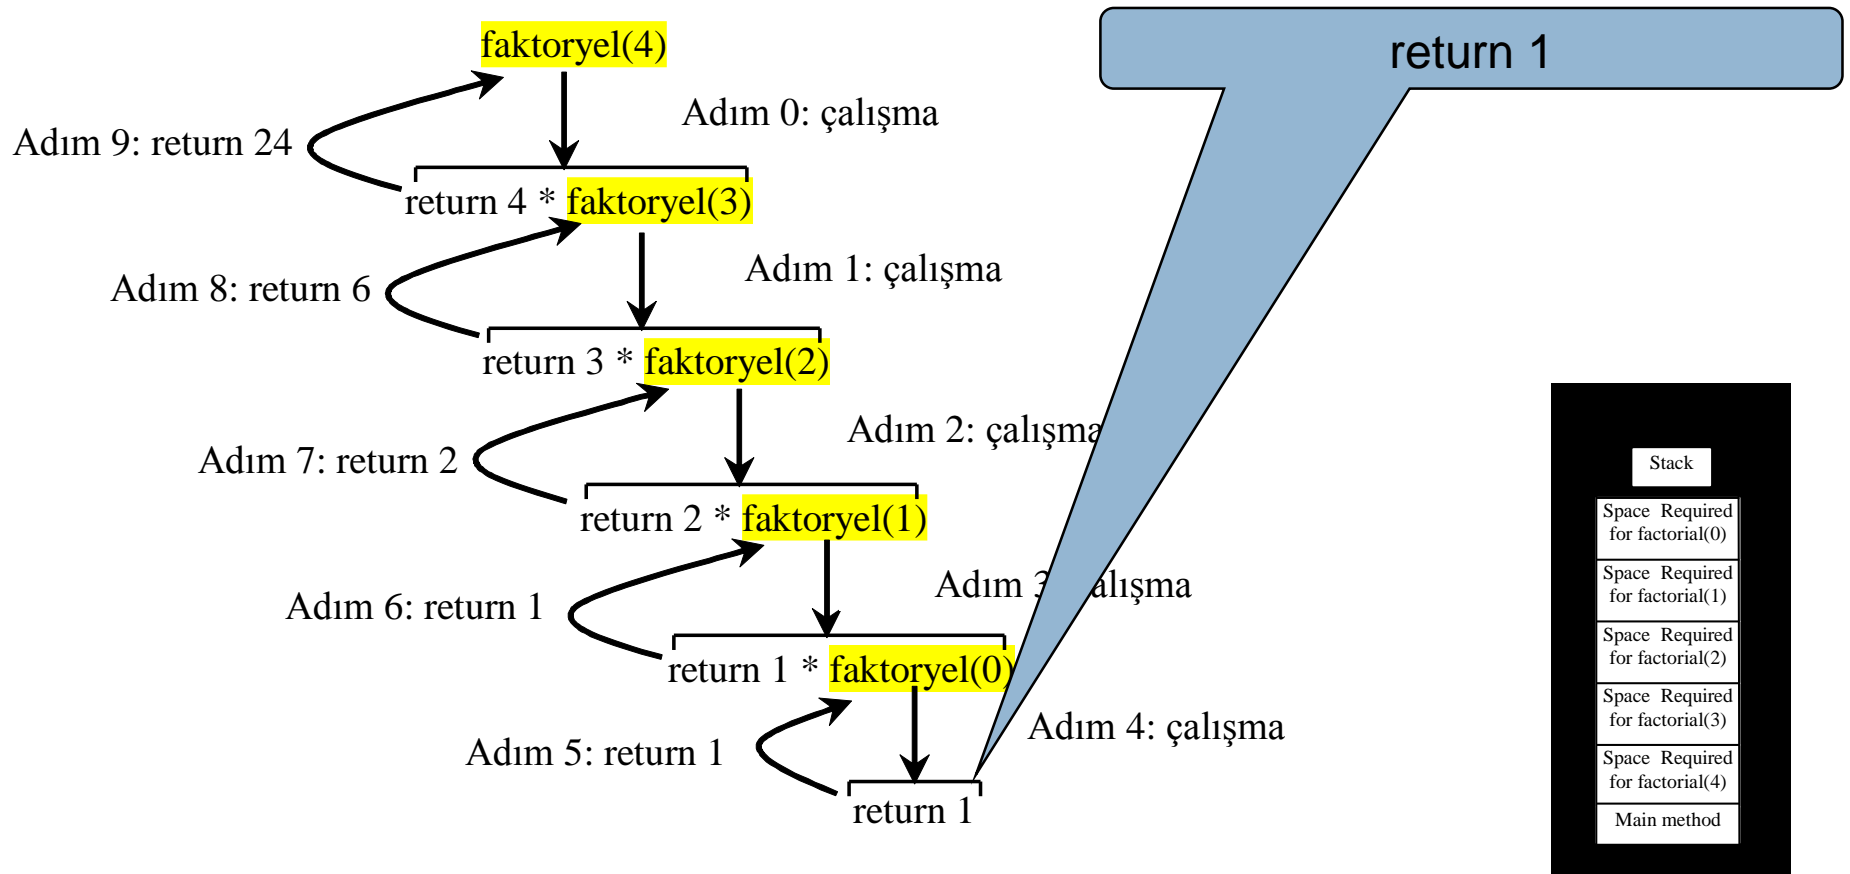 return 1
faktoryel(4)
Adım 0: çalışma
Adım 9: return 24
return 4 * faktoryel(3)
Adım 1: çalışma
Adım 8: return 6
return 3 * faktoryel(2)
Adım 2: çalışma
Adım 7: return 2
return 2 * faktoryel(1)
Adım 3 alışma
Adım 6: return 1
return 1 * faktoryel(0)
Adım 4: çalışma
Adım 5: return 1
return 1
Stack
Space Required
for factorial(0)
Space Required
for factorial(1)
Space Required
for factorial(2)
Space Required
for factorial(3)
Space Required
for factorial(4)
Main method